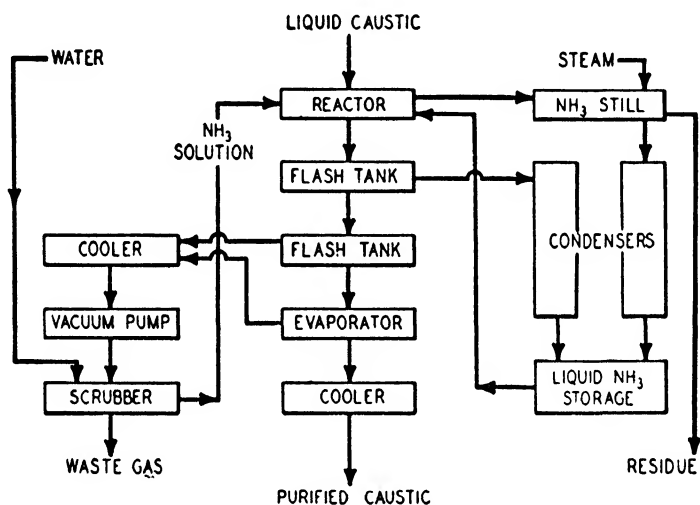 LIQUID CAUSTIC
WATER
STEAM
REACTOR
NH₃ STILL
NH₃
SOLUTION
FLASH TANK
CONDENSERS
COOLER
FLASH TANK
VACUUM PUMP
EVAPORATOR
SCRUBBER
COOLER
LIQUID NH₃
STORAGE
WASTE GAS
RESIDUE
PURIFIED CAUSTIC